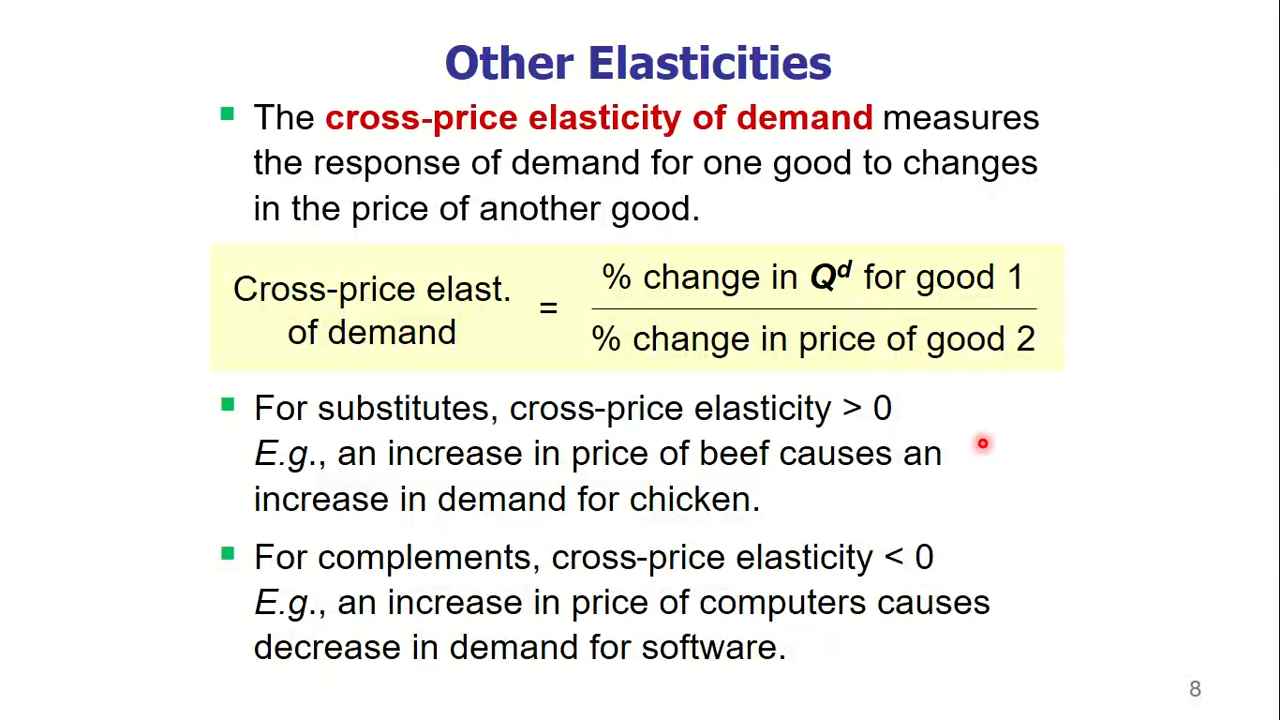 Other Elasticities
▪ The cross-price elasticity of demand measures
the response of demand for one good to changes
in the price of another good.
Cross-price elast.
of demand
=
% change in Qᵈ for good 1
% change in price of good 2
▪ For substitutes, cross-price elasticity > 0
E.g., an increase in price of beef causes an
increase in demand for chicken.
▪ For complements, cross-price elasticity < 0
E.g., an increase in price of computers causes
decrease in demand for software.
8